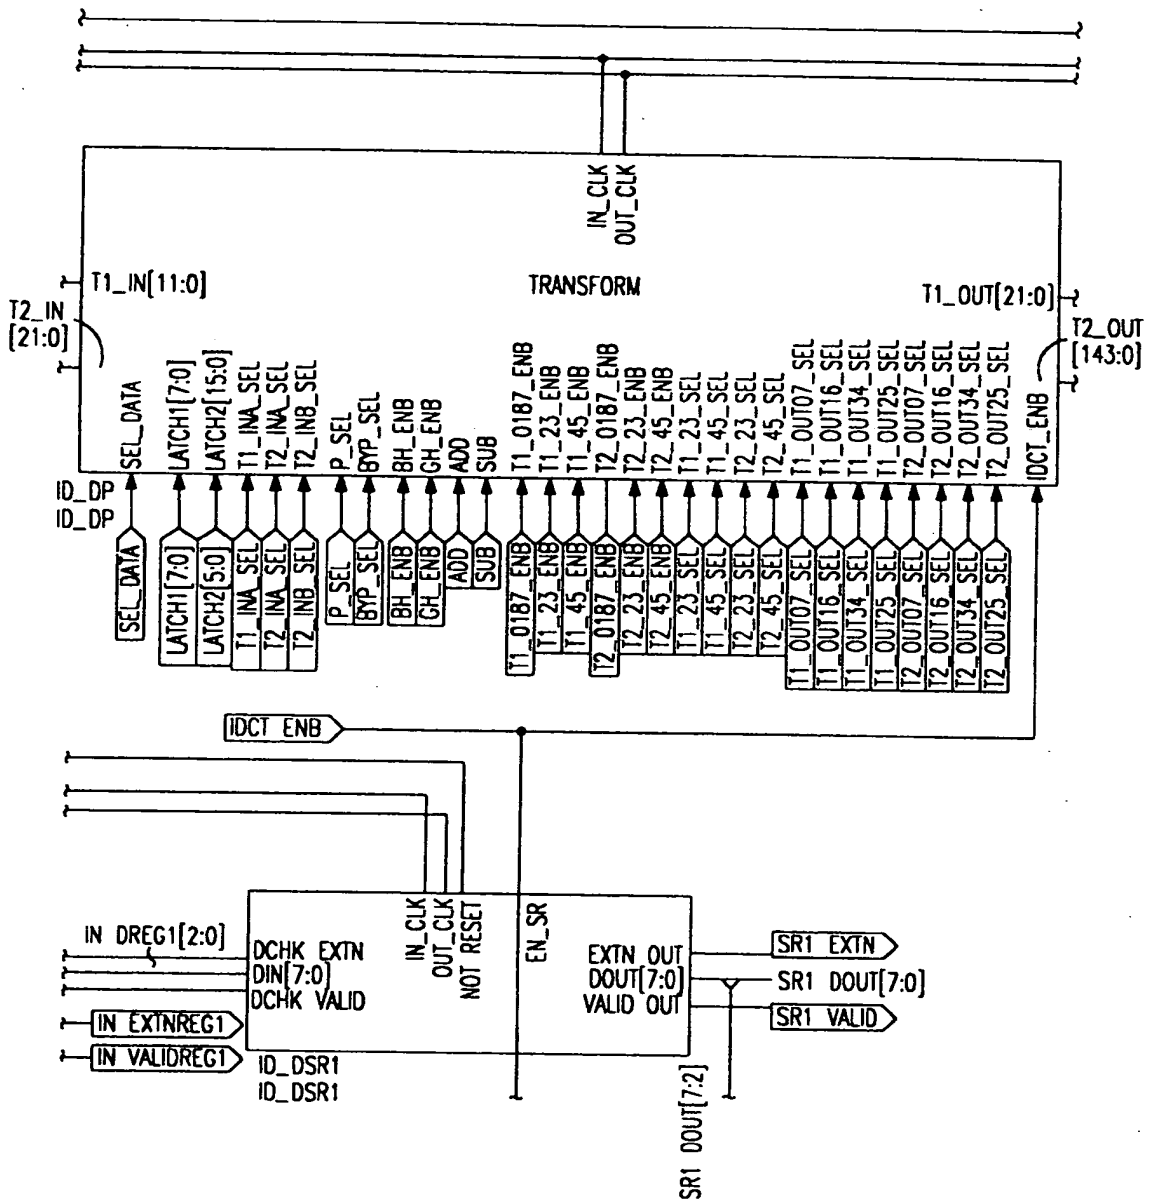 IN_CLK
OUT_CLK
T1_IN[11:0]
TRANSFORM
T1_OUT[21:0]
T2_IN
[21:0]
T2_OUT
[143:0]
SEL_DATA
LATCH1[7:0]
LATCH2[15:0]
T1_INA_SEL
T2_INA_SEL
T2_INB_SEL
P_SEL
BYP_SEL
BH_ENB
GH_ENB
ADD
SUB
T1_0187_ENB
T1_23_ENB
T1_45_ENB
T2_0187_ENB
T2_23_ENB
T2_45_ENB
T1_23_SEL
T1_45_SEL
T2_23_SEL
T2_45_SEL
T1_OUT07_SEL
T1_OUT16_SEL
T1_OUT34_SEL
T1_OUT25_SEL
T2_OUT07_SEL
T2_OUT16_SEL
T2_OUT34_SEL
T2_OUT25_SEL
IDCT_ENB
ID_DP
ID_DP
SEL_DATA
LATCH1[7:0]
LATCH2[5:0]
T1_INA_SEL
T2_INA_SEL
T2_INB_SEL
P_SEL
BYP_SEL
BH_ENB
GH_ENB
ADD
SUB
T1_0187_ENB
T1_23_ENB
T1_45_ENB
T2_0187_ENB
T2_23_ENB
T2_45_ENB
T1_23_SEL
T1_45_SEL
T2_23_SEL
T2_45_SEL
T1_OUT07_SEL
T1_OUT16_SEL
T1_OUT34_SEL
T1_OUT25_SEL
T2_OUT07_SEL
T2_OUT16_SEL
T2_OUT34_SEL
T2_OUT25_SEL
IDCT ENB
IN_CLK
OUT_CLK
NOT RESET
EN_SR
IN DREG1[2:0]
DCHK EXTN
DIN[7:0]
DCHK VALID
IN EXTNREG1
IN VALIDREG1
EXTN OUT
DOUT[7:0]
VALID OUT
SR1 EXTN
SR1 DOUT[7:0]
SR1 VALID
ID_DSR1
ID_DSR1
SR1 DOUT[7:2]